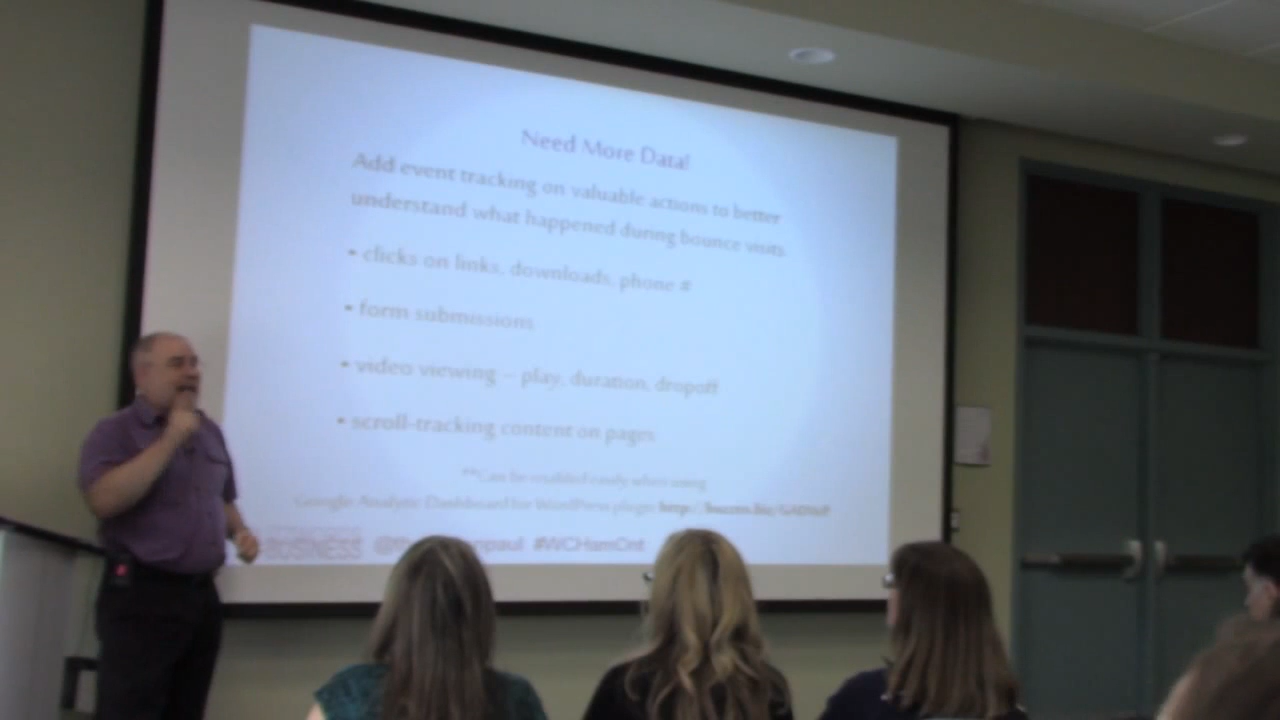 Need More Data!
Add event tracking on valuable actions to better
understand what happened during bounce visits.
• clicks on links, downloads, phone #
• form submissions
• video viewing – play, duration, dropoff
• scroll-tracking content on pages
**Can be enabled easily when using
Google Analytic Dashboard for WordPress plugin
BUSINESS #WCHamOnt